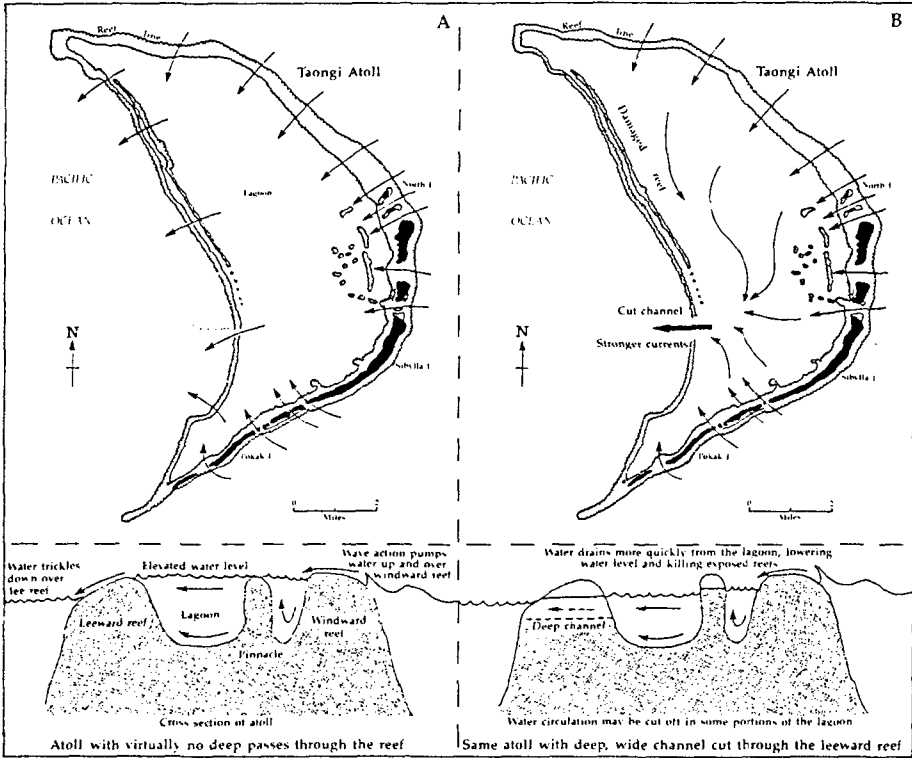 A
Reef line
Taongi Atoll
PACIFIC
OCEAN
Lagoon
North I
N
Sibylla I
Pokak I
0
Miles
Water trickles
down over
lee reef
Elevated water level
Wave action pumps
water up and over
windward reef
Leeward reef
Lagoon
Pinnacle
Windward
reef
Cross section of atoll
Atoll with virtually no deep passes through the reef
B
Reef line
Taongi Atoll
Damaged
reef
PACIFIC
OCEAN
North I
Cut channel
Stronger currents
N
Sibylla I
Pokak I
0
Miles
Water drains more quickly from the lagoon, lowering
water level and killing exposed reefs
Deep channel
Water circulation may be cut off in some portions of the lagoon
Same atoll with deep, wide channel cut through the leeward reef